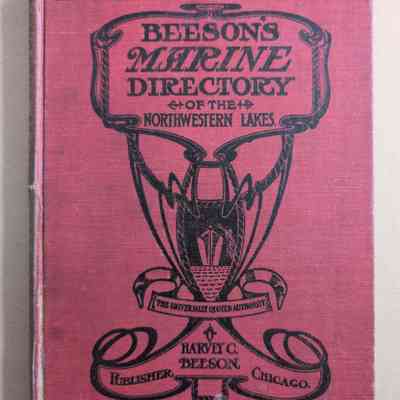 BEESON'S
MARINE
DIRECTORY
OF THE
NORTHWESTERN LAKES.
THE UNIVERSALLY QUOTED AUTHORITY
HARVEY C.
BEESON.
PUBLISHER, CHICAGO.